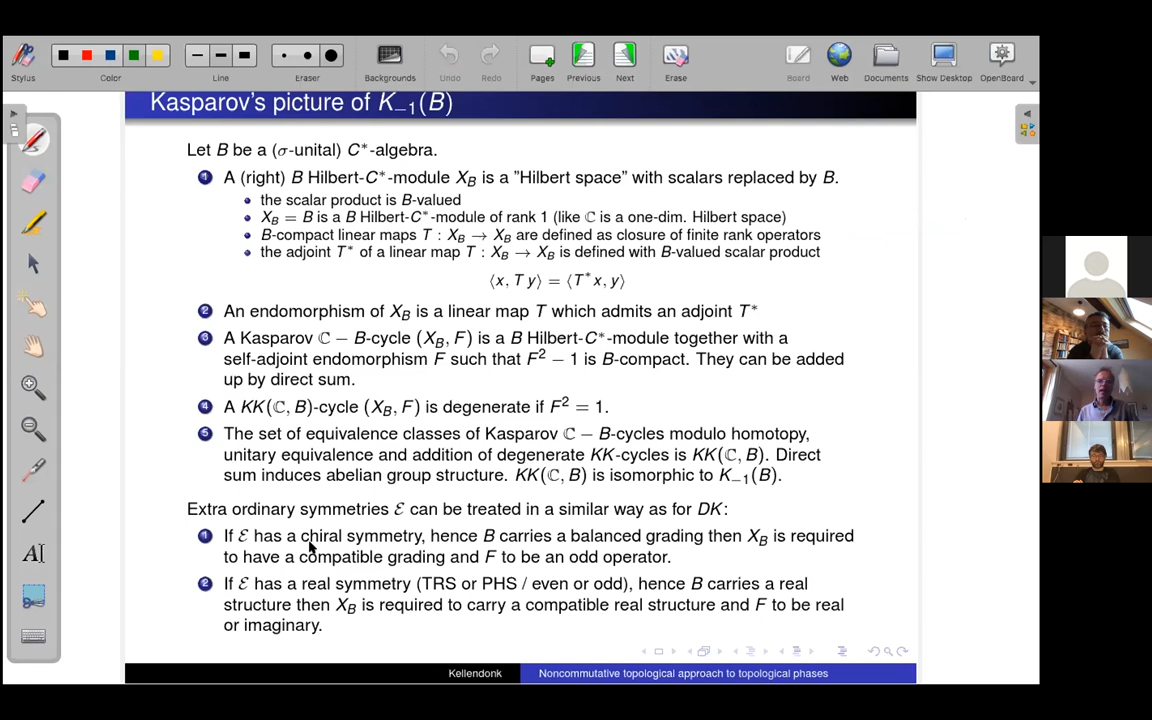 Stylus
Color
Line
Eraser
Backgrounds
Undo
Redo
Pages
Previous
Next
Erase
Board
Web
Documents
Show Desktop
OpenBoard
Kasparov's picture of K₋₁(B)
Let B be a (σ-unital) C*-algebra.
1 A (right) B Hilbert-C*-module X_B is a "Hilbert space" with scalars replaced by B.
• the scalar product is B-valued
• X_B = B is a B Hilbert-C*-module of rank 1 (like ℂ is a one-dim. Hilbert space)
• B-compact linear maps T : X_B → X_B are defined as closure of finite rank operators
• the adjoint T* of a linear map T : X_B → X_B is defined with B-valued scalar product
⟨x, T y⟩ = ⟨T* x, y⟩
2 An endomorphism of X_B is a linear map T which admits an adjoint T*
3 A Kasparov ℂ − B-cycle (X_B, F) is a B Hilbert-C*-module together with a
self-adjoint endomorphism F such that F² − 1 is B-compact. They can be added
up by direct sum.
4 A KK(ℂ, B)-cycle (X_B, F) is degenerate if F² = 1.
5 The set of equivalence classes of Kasparov ℂ − B-cycles modulo homotopy,
unitary equivalence and addition of degenerate KK-cycles is KK(ℂ, B). Direct
sum induces abelian group structure. KK(ℂ, B) is isomorphic to K₋₁(B).
Extra ordinary symmetries ℰ can be treated in a similar way as for DK:
1 If ℰ has a chiral symmetry, hence B carries a balanced grading then X_B is required
to have a compatible grading and F to be an odd operator.
2 If ℰ has a real symmetry (TRS or PHS / even or odd), hence B carries a real
structure then X_B is required to carry a compatible real structure and F to be real
or imaginary.
Kellendonk
Noncommutative topological approach to topological phases